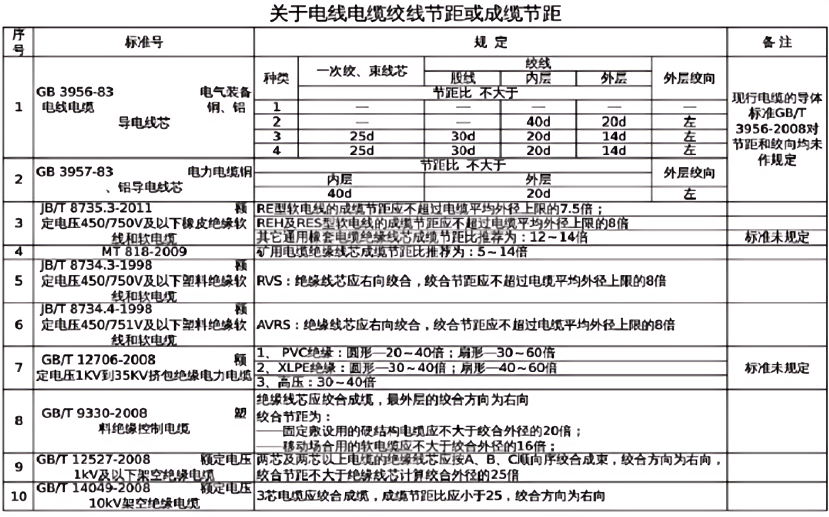 关于电线电缆绞线节距或成缆节距
序号 标准号 规 定 备 注
1 GB 3956-83 电气装备
电线电缆 铜、铝
导电线芯
种类 一次绞、束线芯 绞线 外层绞向
股线 内层 外层
节距比 不大于
1 — — — — —
2 — — 40d 20d 左
3 25d 30d 20d 14d 左
4 25d 30d 20d 14d 左
现行电缆的导体
标准GB/T
3956-2008对
节距和绞向均未
作规定
2 GB 3957-83 电力电缆铜
、铝导电线芯
节距比 不大于 外层绞向
内层 外层
40d 20d 左
3 JB/T 8735.3-2011 额
定电压450/750V及以下橡皮绝缘软
线和软电缆
RE型软电线的成缆节距应不超过电缆平均外径上限的7.5倍；
REH及RES型软电线的成缆节距应不超过电缆平均外径上限的8倍
其它通用橡套电缆绝缘线芯成缆节距比推荐为：12～14倍 标准未规定
4 MT 818-2009 矿用电缆绝缘线芯成缆节距比推荐为：5～14倍
5 JB/T 8734.3-1998 额
定电压450/750V及以下塑料绝缘软
线和软电缆
RVS：绝缘线芯应右向绞合，绞合节距应不超过电缆平均外径上限的8倍
6 JB/T 8734.4-1998 额
定电压450/751V及以下塑料绝缘软
线和软电缆
AVRS：绝缘线芯应右向绞合，绞合节距应不超过电缆平均外径上限的8倍
7 GB/T 12706-2008 额
定电压1KV到35KV挤包绝缘电力电缆
1、 PVC绝缘：圆形—20～40倍；扇形—30～60倍
2、XLPE绝缘：圆形—30～40倍；扇形—40～60倍
3、高压：30～40倍
标准未规定
8 GB/T 9330-2008 塑
料绝缘控制电缆
绝缘线芯应绞合成缆，最外层的绞合方向为右向
绞合节距为：
——固定敷设用的硬结构电缆应不大于绞合外径的20倍；
——移动场合用的软电缆应不大于绞合外径的16倍；
9 GB/T 12527-2008 额定电压
1kV及以下架空绝缘电缆
两芯及两芯以上电缆的绝缘线芯应按A、B、C顺向序绞合成束，绞合方向为右向，
绞合节距不大于绝缘线芯计算绞合外径的25倍
10 GB/T 14049-2008 额定电压
10kV架空绝缘电缆
3芯电缆应绞合成缆，成缆节距比应小于25，绞合方向为右向